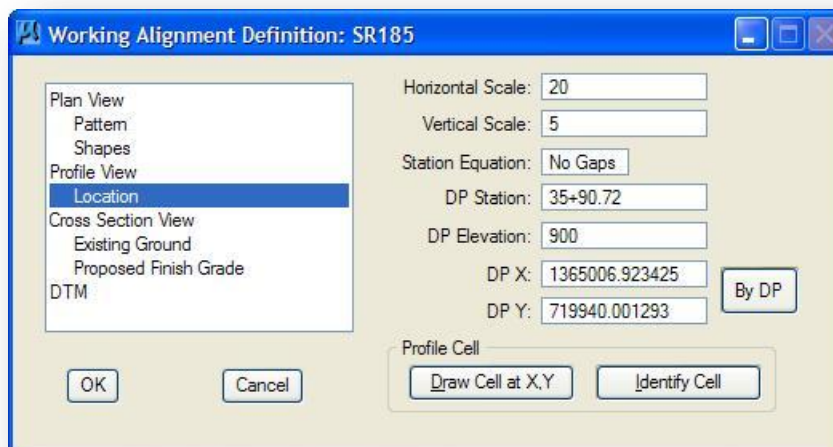 Working Alignment Definition: SR185
Plan View
Pattern
Shapes
Profile View
Location
Cross Section View
Existing Ground
Proposed Finish Grade
DTM
OK
Cancel
Horizontal Scale: 20
Vertical Scale: 5
Station Equation: No Gaps
DP Station: 35+90.72
DP Elevation: 900
DP X: 1365006.923425
DP Y: 719940.001293
By DP
Profile Cell
Draw Cell at X,Y
Identify Cell